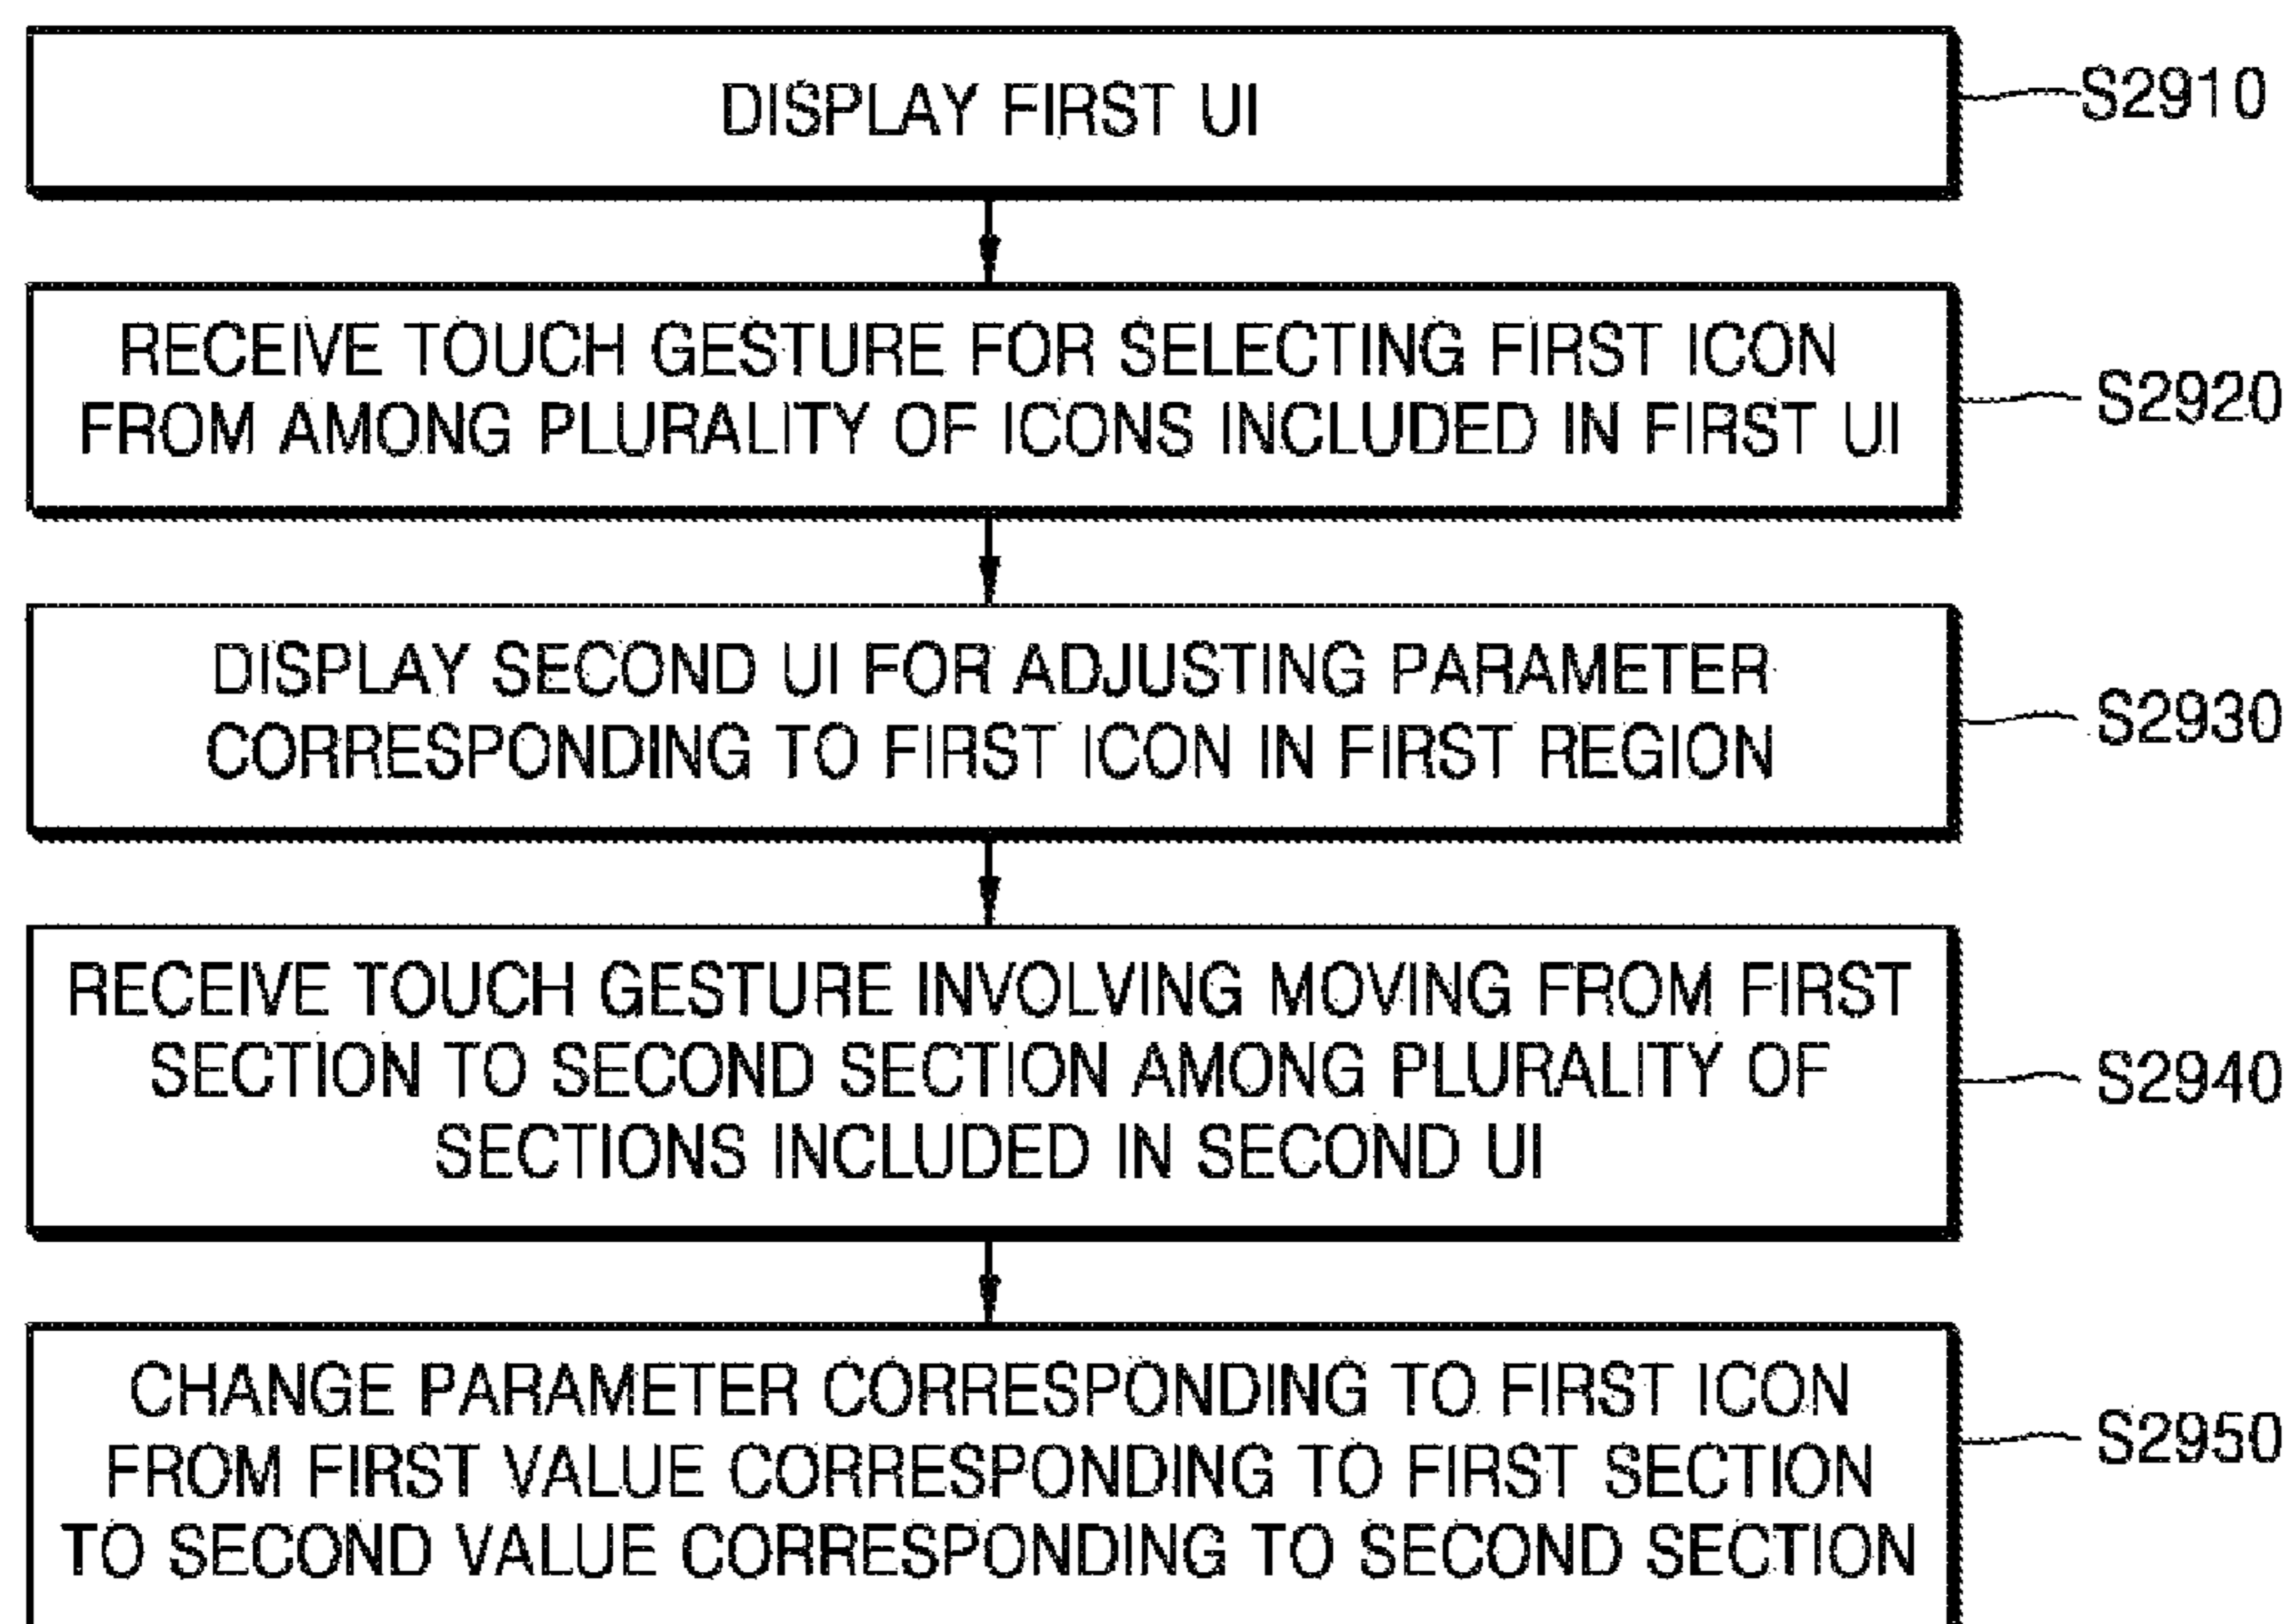 DISPLAY FIRST UI
S2910
RECEIVE TOUCH GESTURE FOR SELECTING FIRST ICON
FROM AMONG PLURALITY OF ICONS INCLUDED IN FIRST UI
S2920
DISPLAY SECOND UI FOR ADJUSTING PARAMETER
CORRESPONDING TO FIRST ICON IN FIRST REGION
S2930
RECEIVE TOUCH GESTURE INVOLVING MOVING FROM FIRST
SECTION TO SECOND SECTION AMONG PLURALITY OF
SECTIONS INCLUDED IN SECOND UI
S2940
CHANGE PARAMETER CORRESPONDING TO FIRST ICON
FROM FIRST VALUE CORRESPONDING TO FIRST SECTION
TO SECOND VALUE CORRESPONDING TO SECOND SECTION
S2950